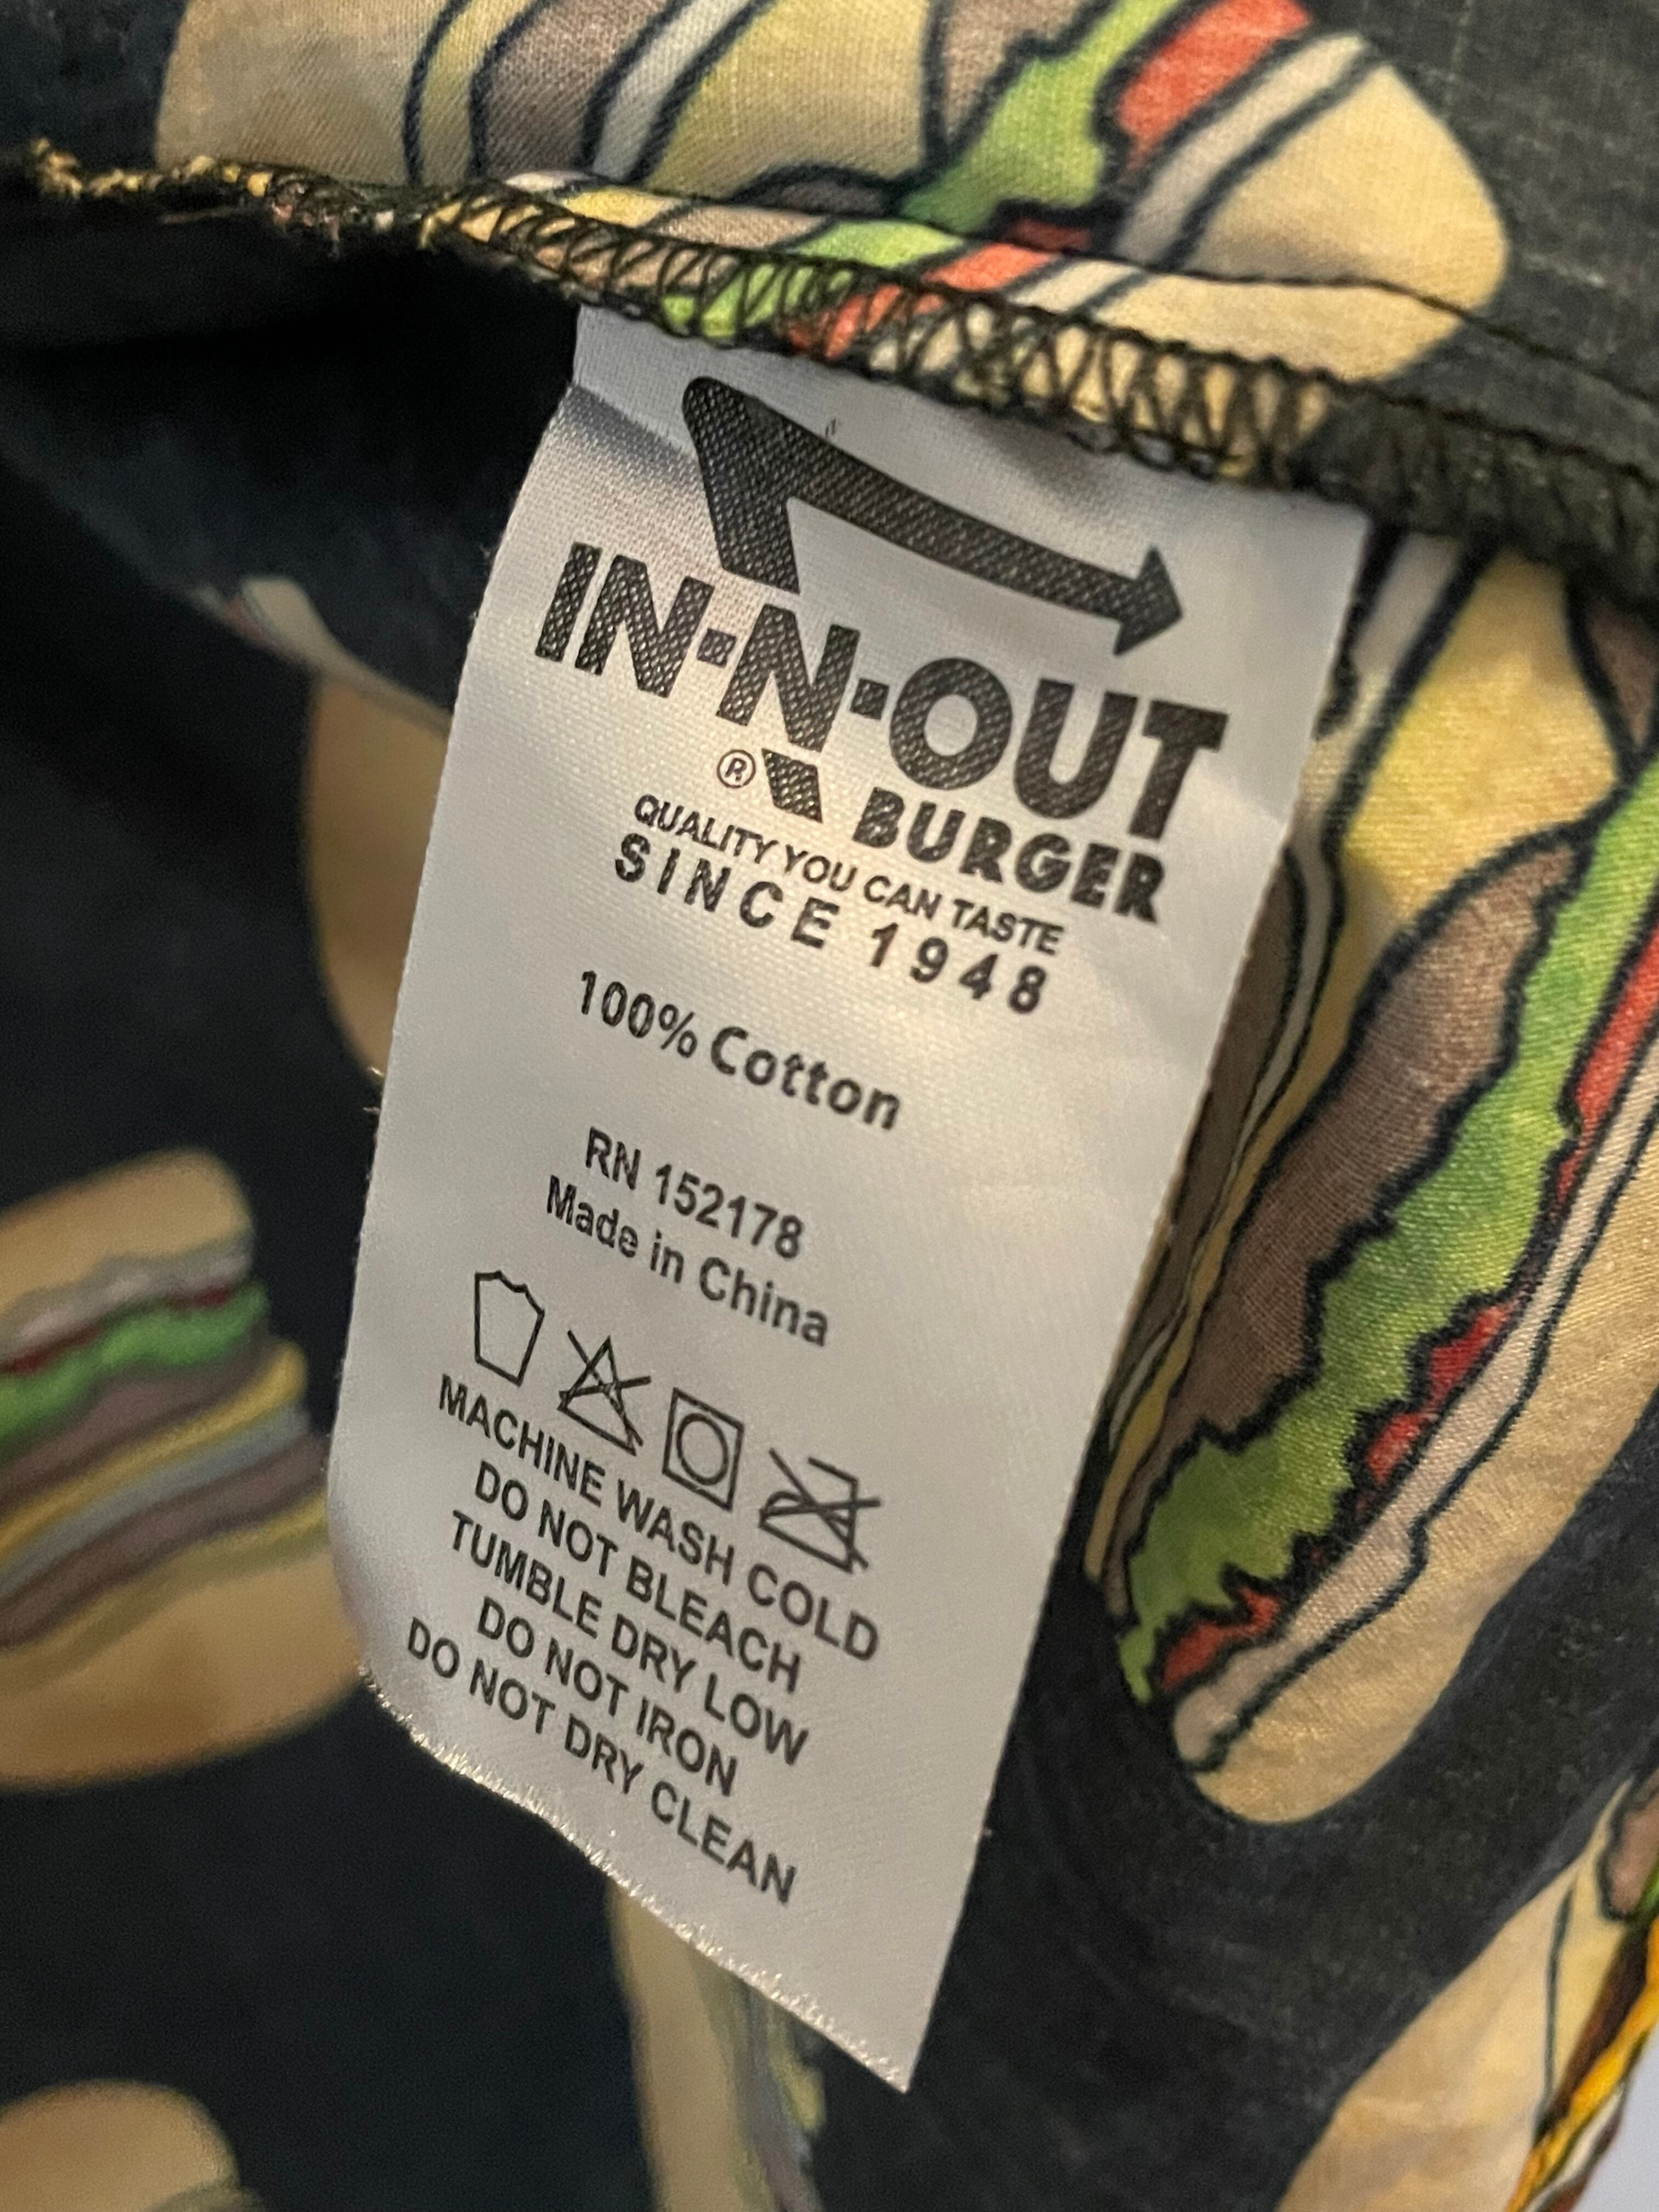 IN-N-OUT
® BURGER
QUALITY YOU CAN TASTE
SINCE 1948
100% Cotton
RN 152178
Made in China
MACHINE WASH COLD
DO NOT BLEACH
TUMBLE DRY LOW
DO NOT IRON
DO NOT DRY CLEAN